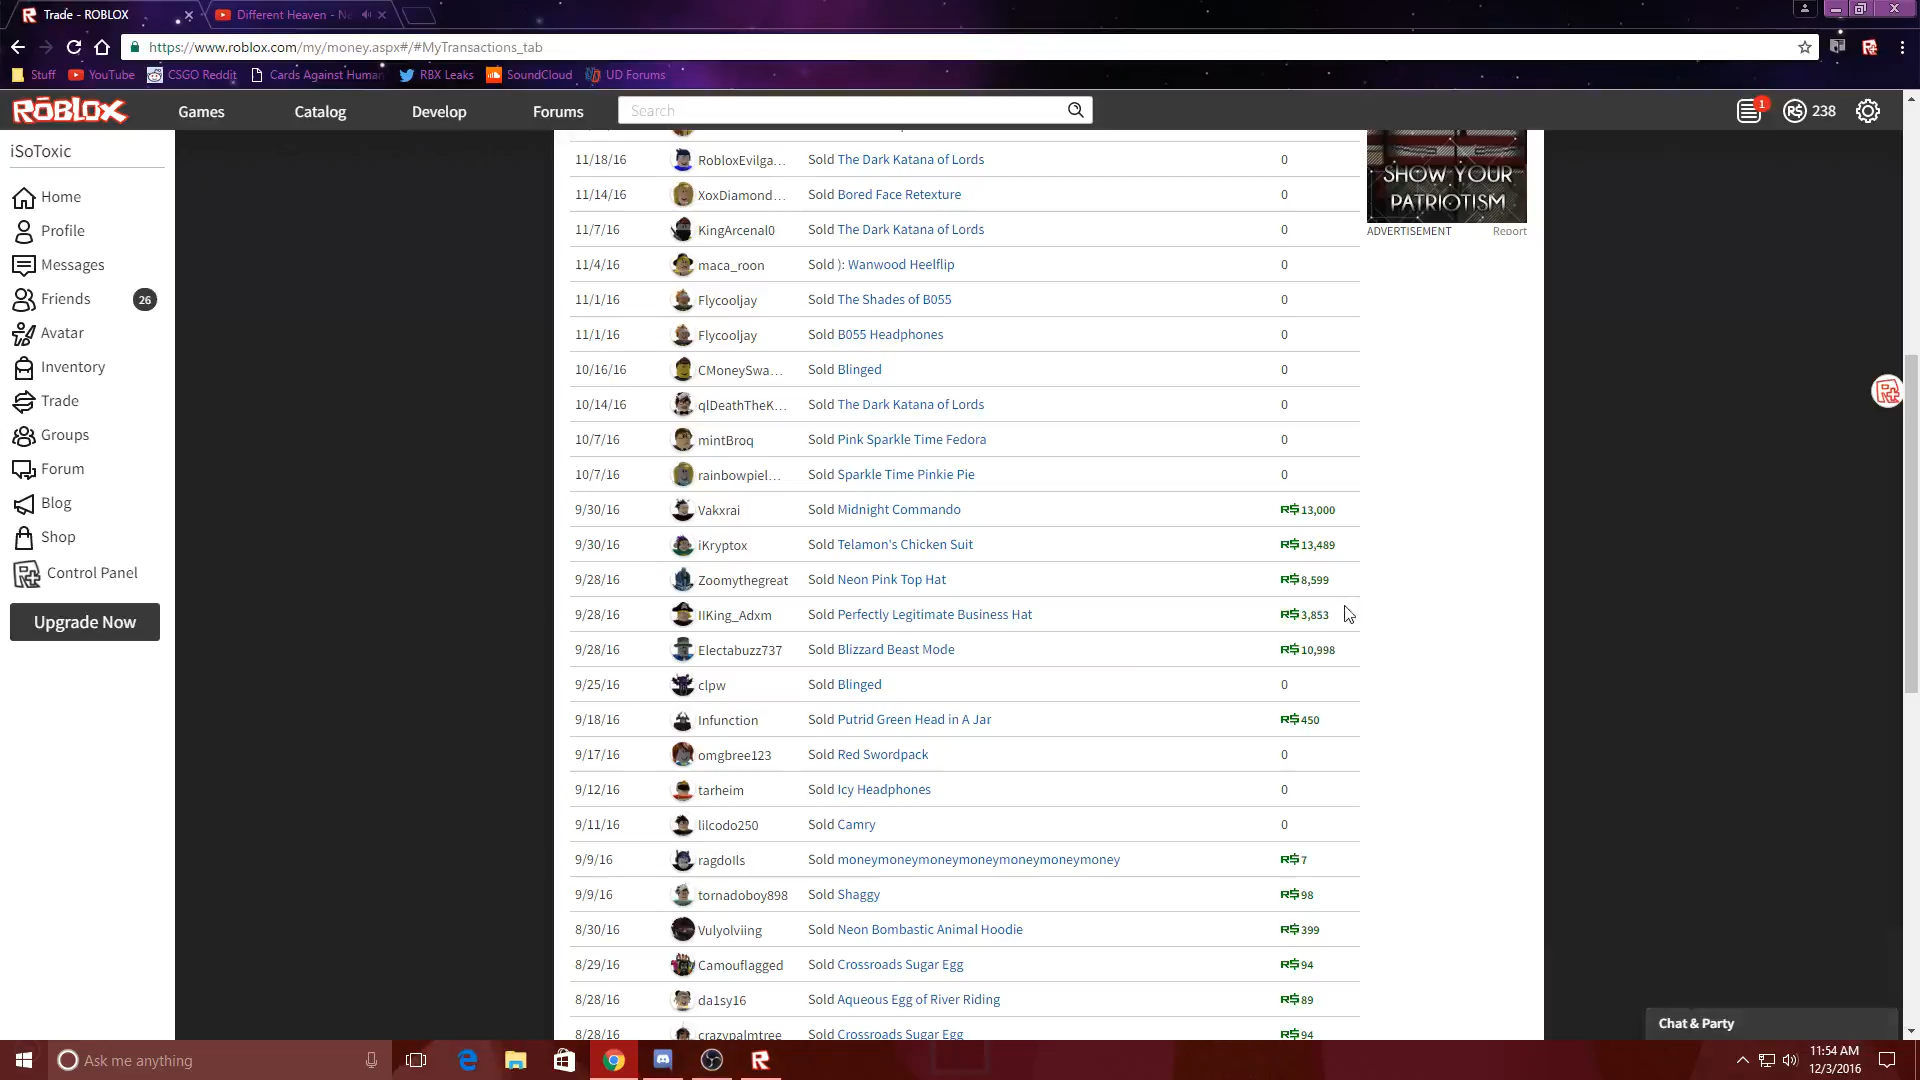 Trade - ROBLOX
Different Heaven - Ne
https://www.roblox.com/my/money.aspx#/#MyTransactions_tab
Stuff YouTube CSGO Reddit Cards Against Human RBX Leaks SoundCloud UD Forums
ROBLOX Games Catalog Develop Forums Search 1 R$ 238
iSoToxic
Home
Profile
Messages
Friends 26
Avatar
Inventory
Trade
Groups
Forum
Blog
Shop
Control Panel
Upgrade Now
11/18/16 RobloxEvilga... Sold The Dark Katana of Lords 0
11/14/16 XoxDiamond... Sold Bored Face Retexture 0
11/7/16 KingArcenal0 Sold The Dark Katana of Lords 0
11/4/16 maca_roon Sold ): Wanwood Heelflip 0
11/1/16 Flycooljay Sold The Shades of B055 0
11/1/16 Flycooljay Sold B055 Headphones 0
10/16/16 CMoneySwa... Sold Blinged 0
10/14/16 qlDeathTheK... Sold The Dark Katana of Lords 0
10/7/16 mintBroq Sold Pink Sparkle Time Fedora 0
10/7/16 rainbowpiel... Sold Sparkle Time Pinkie Pie 0
9/30/16 Vakxrai Sold Midnight Commando R$ 13,000
9/30/16 iKryptox Sold Telamon's Chicken Suit R$ 13,489
9/28/16 Zoomythegreat Sold Neon Pink Top Hat R$ 8,599
9/28/16 IIKing_Adxm Sold Perfectly Legitimate Business Hat R$ 3,853
9/28/16 Electabuzz737 Sold Blizzard Beast Mode R$ 10,998
9/25/16 clpw Sold Blinged 0
9/18/16 Infunction Sold Putrid Green Head in A Jar R$ 450
9/17/16 omgbree123 Sold Red Swordpack 0
9/12/16 tarheim Sold Icy Headphones 0
9/11/16 lilcodo250 Sold Camry 0
9/9/16 ragdolls Sold moneymoneymoneymoneymoneymoneymoney R$ 7
9/9/16 tornadoboy898 Sold Shaggy R$ 98
8/30/16 Vulyolviing Sold Neon Bombastic Animal Hoodie R$ 399
8/29/16 Camouflagged Sold Crossroads Sugar Egg R$ 94
8/28/16 da1sy16 Sold Aqueous Egg of River Riding R$ 89
8/28/16 crazypalmtree Sold Crossroads Sugar Egg R$ 94
SHOW YOUR
PATRIOTISM
ADVERTISEMENT Report
Chat & Party
Ask me anything
11:54 AM
12/3/2016